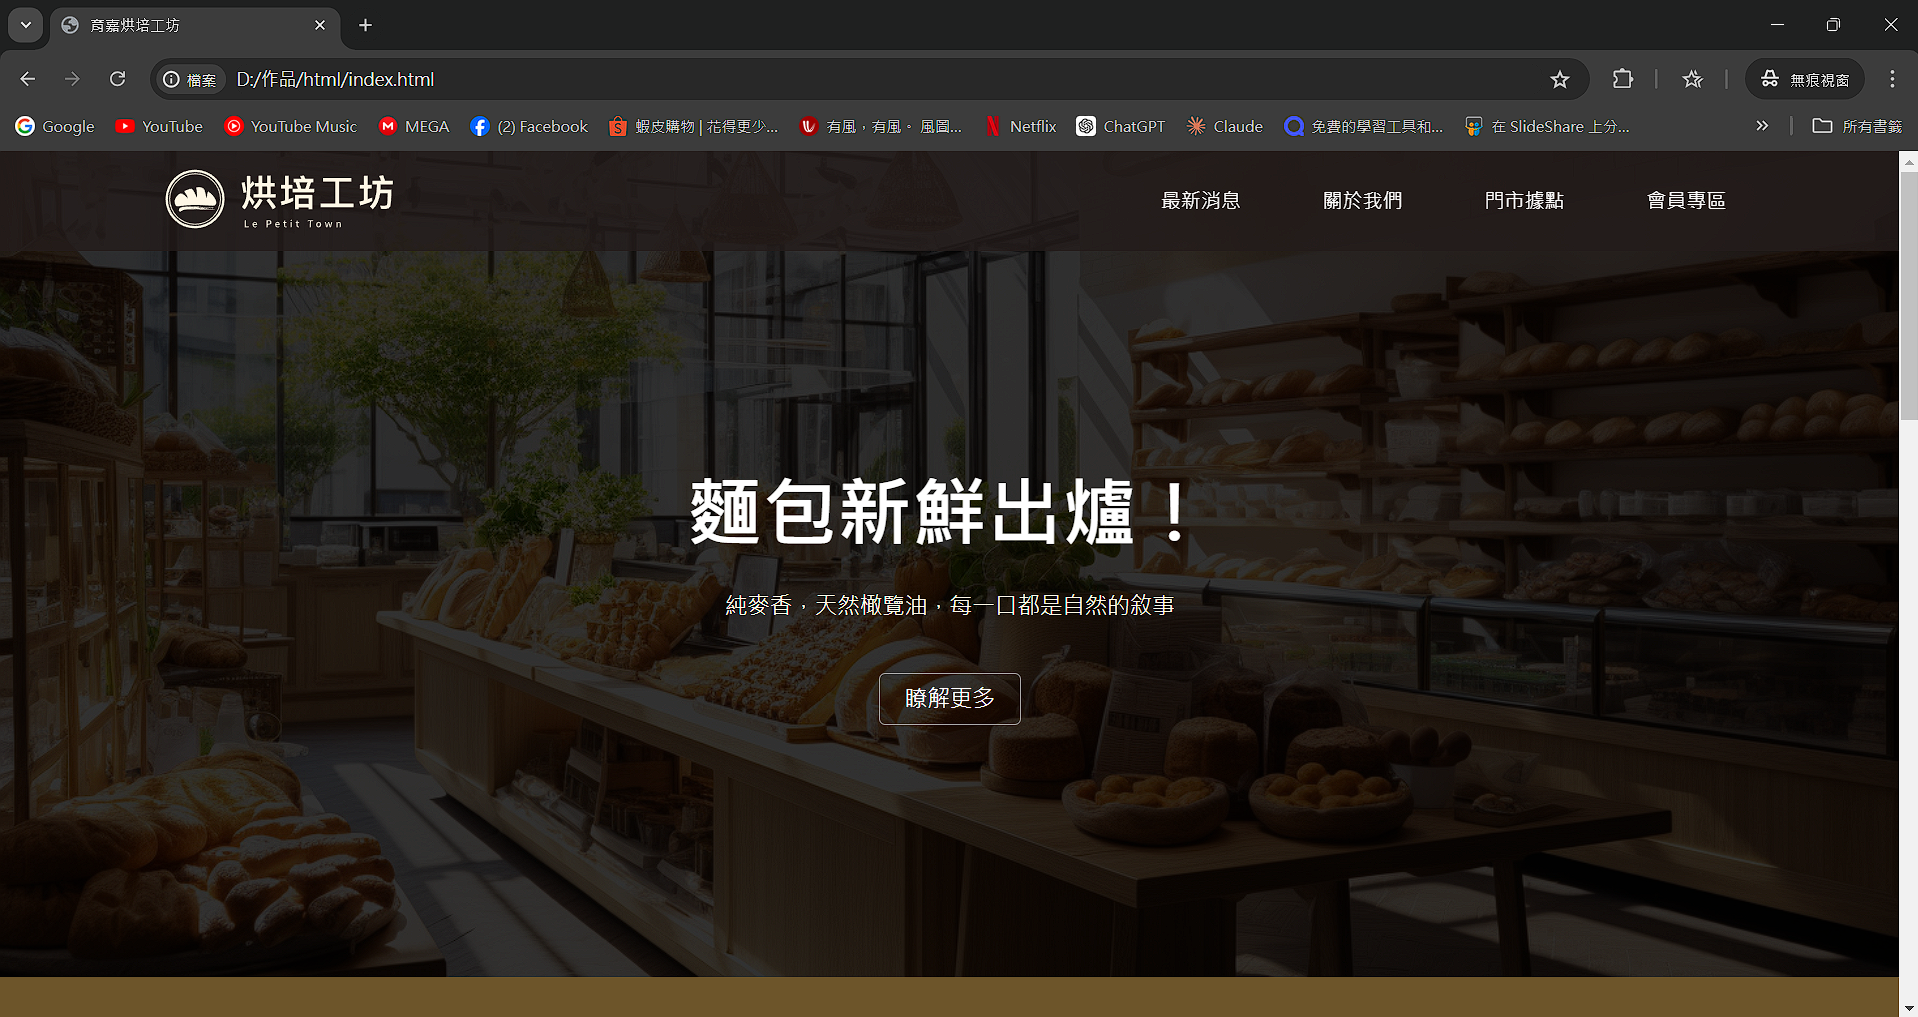 育嘉烘培工坊
檔案 D:/作品/html/index.html 無痕視窗
Google YouTube YouTube Music MEGA (2) Facebook 蝦皮購物 | 花得更少... 有風，有風。 風圖... Netflix ChatGPT Claude 免費的學習工具和... 在 SlideShare 上分... 所有書籤
烘培工坊
Le Petit Town
最新消息 關於我們 門市據點 會員專區
麵包新鮮出爐！
純麥香，天然橄覽油，每一口都是自然的敘事
瞭解更多